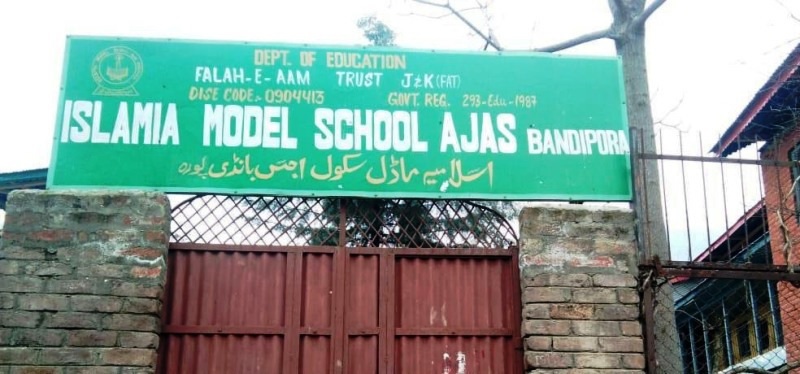 DEPT. OF EDUCATION
FALAH-E-AAM TRUST J&K (FAT)
DISE CODE:- 0904413 GOVT. REG. 293-Edu-1987
ISLAMIA MODEL SCHOOL AJAS BANDIPORA
اسلامیہ ماڈل سکول اجس بانڈی پورہ